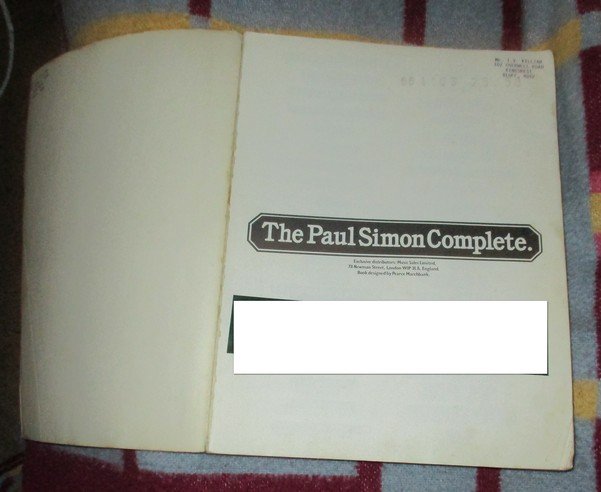 The Paul Simon Complete.
Exclusive distributors: Music Sales Limited,
78 Newman Street, London W1P 3LA, England.
Book designed by Pearce Marchbank.